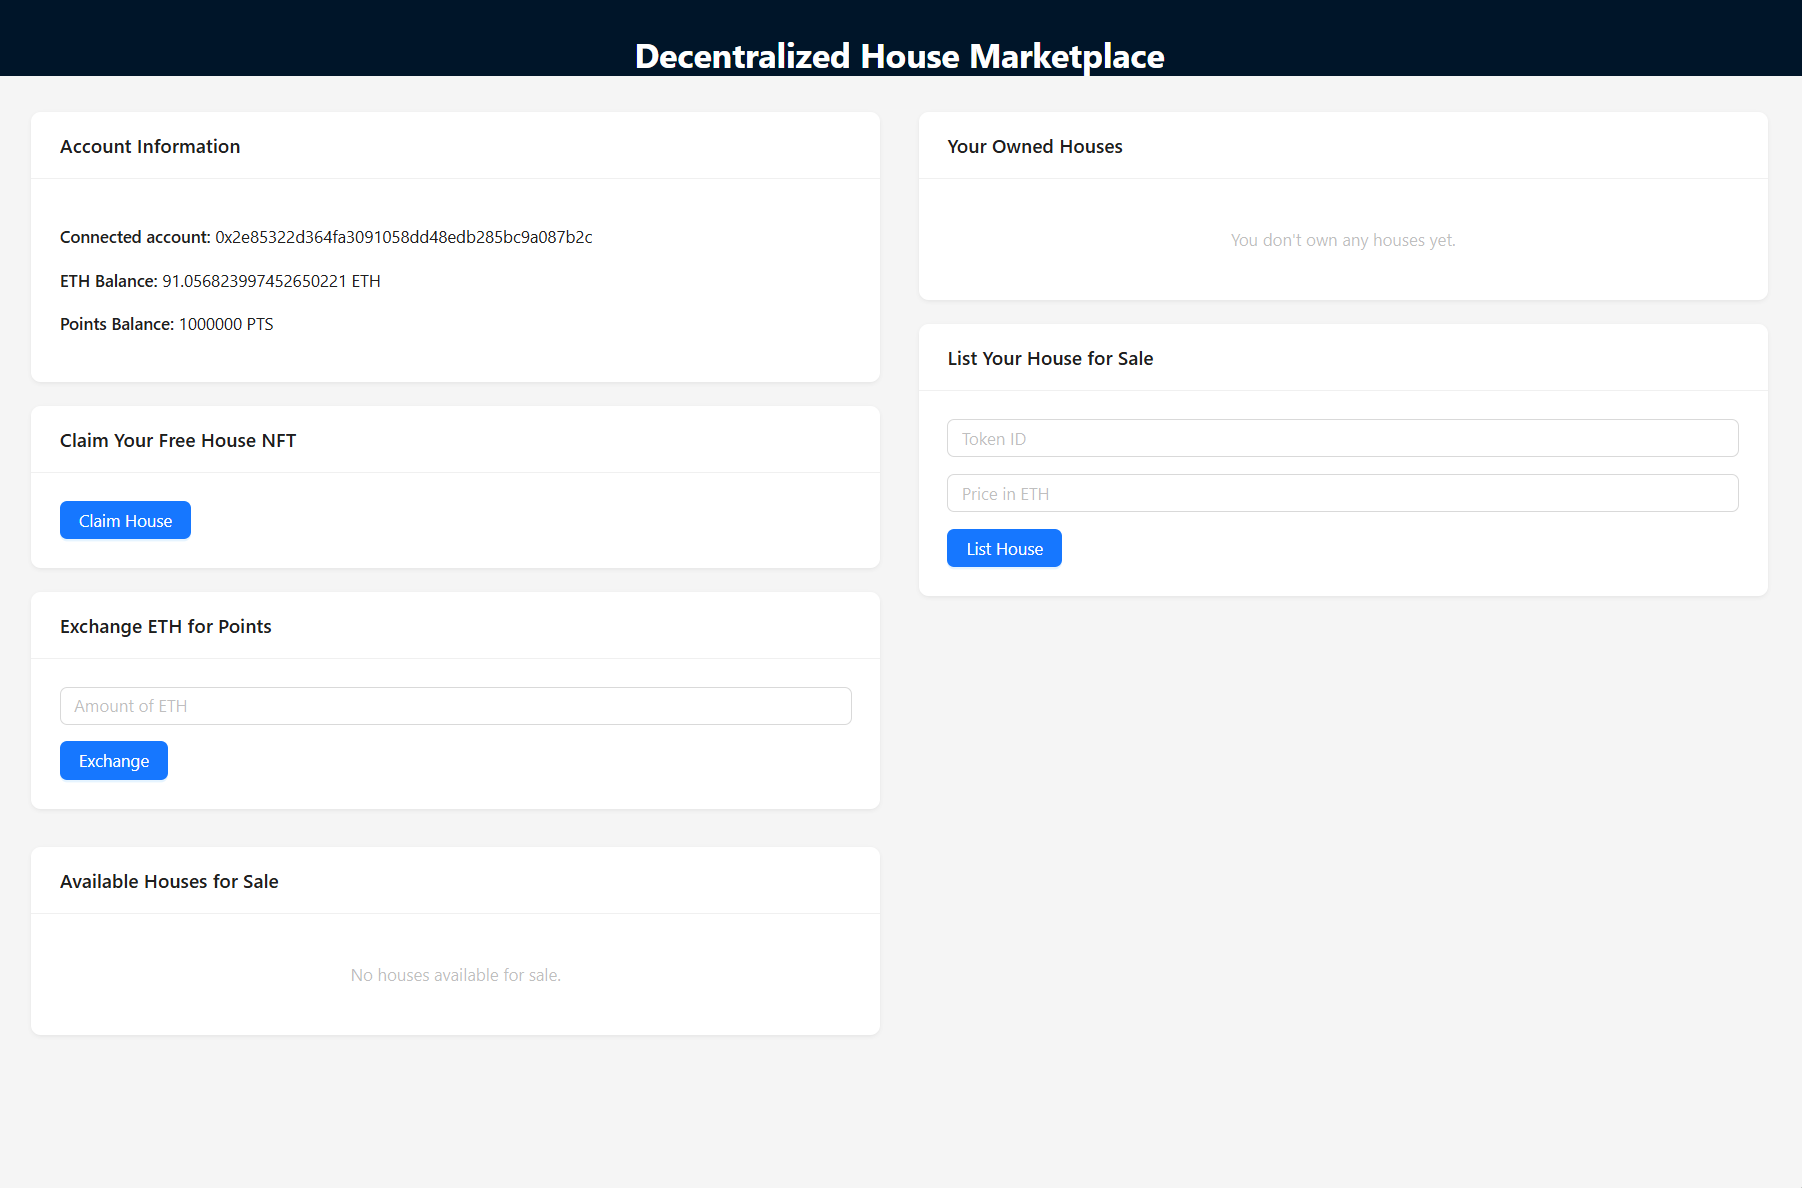 Decentralized House Marketplace
Account Information
Connected account: 0x2e85322d364fa3091058dd48edb285bc9a087b2c
ETH Balance: 91.056823997452650221 ETH
Points Balance: 1000000 PTS
Claim Your Free House NFT
Claim House
Exchange ETH for Points
Amount of ETH
Exchange
Available Houses for Sale
No houses available for sale.
Your Owned Houses
You don't own any houses yet.
List Your House for Sale
Token ID
Price in ETH
List House